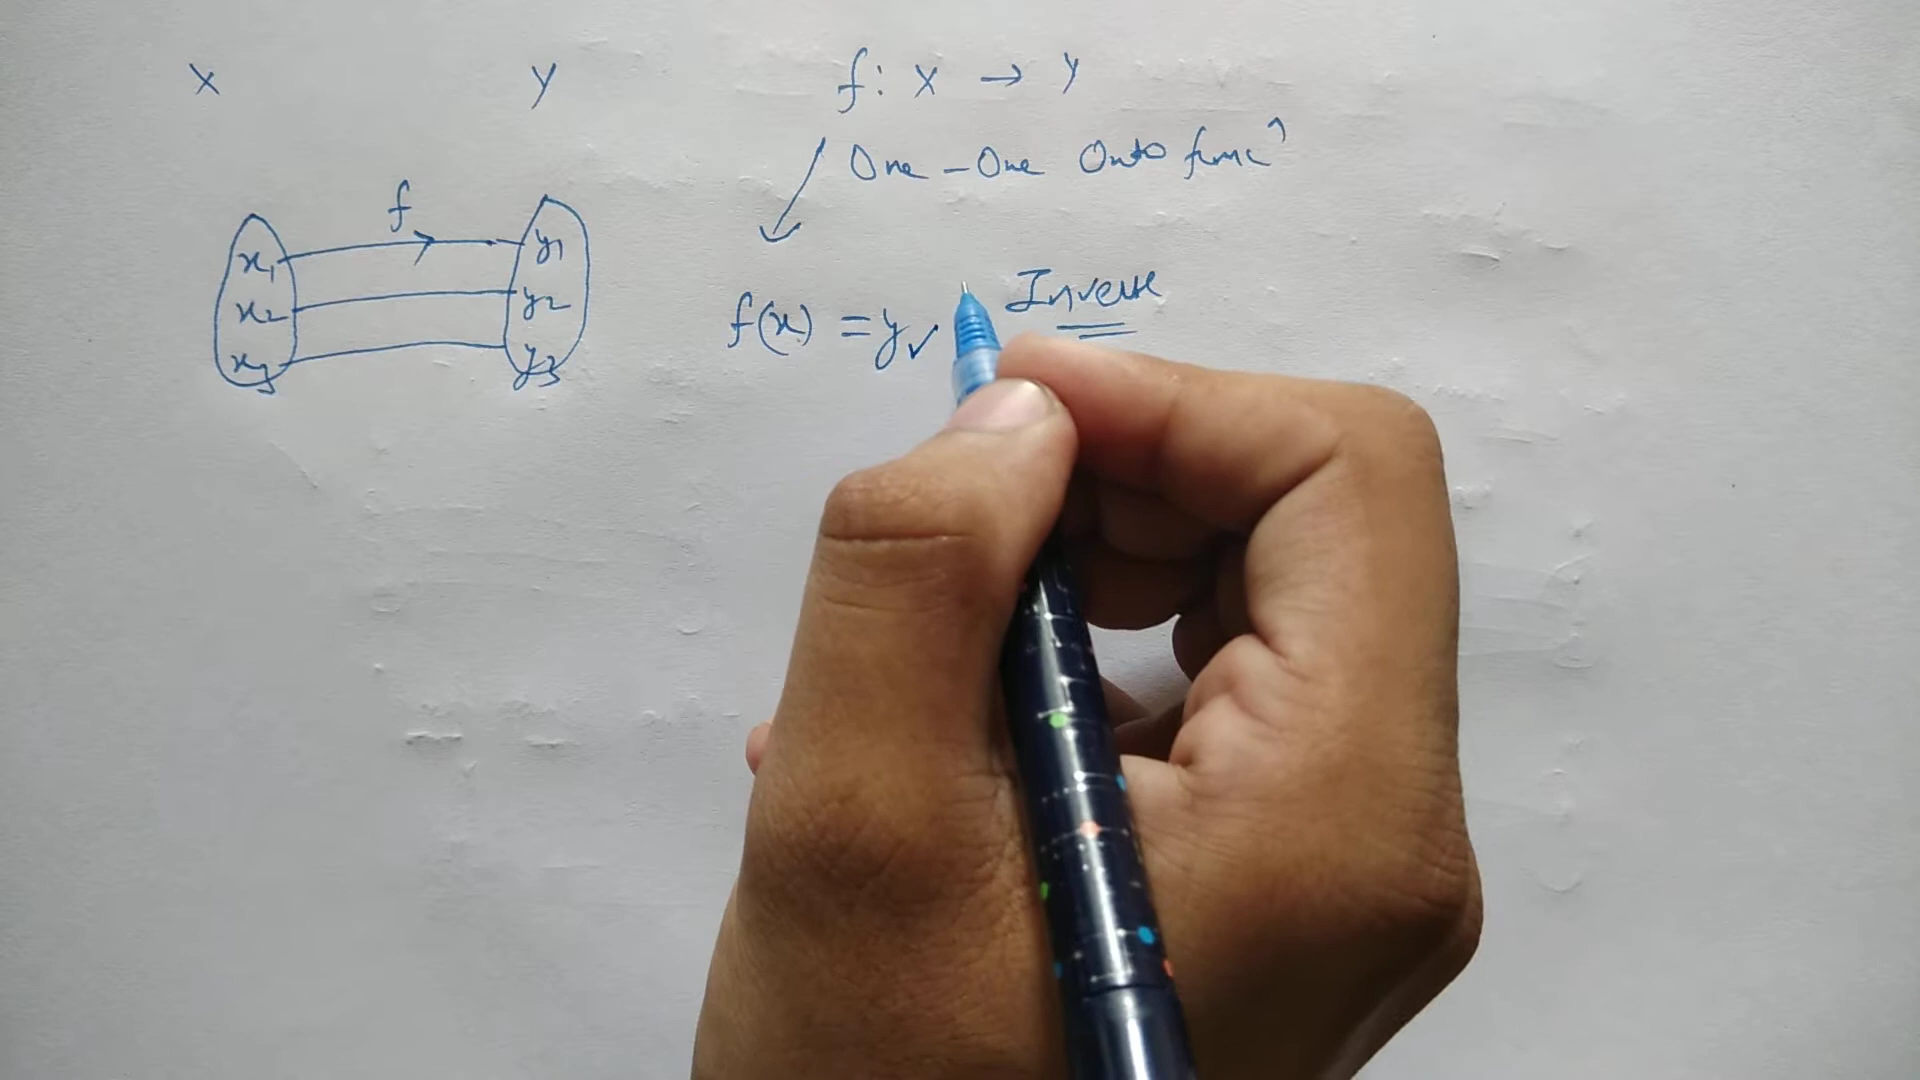 X Y f: X → Y
One - One Onto func^n
f
x1 y1
x2 y2
x3 y3
f(x) = y ✓ Inverse